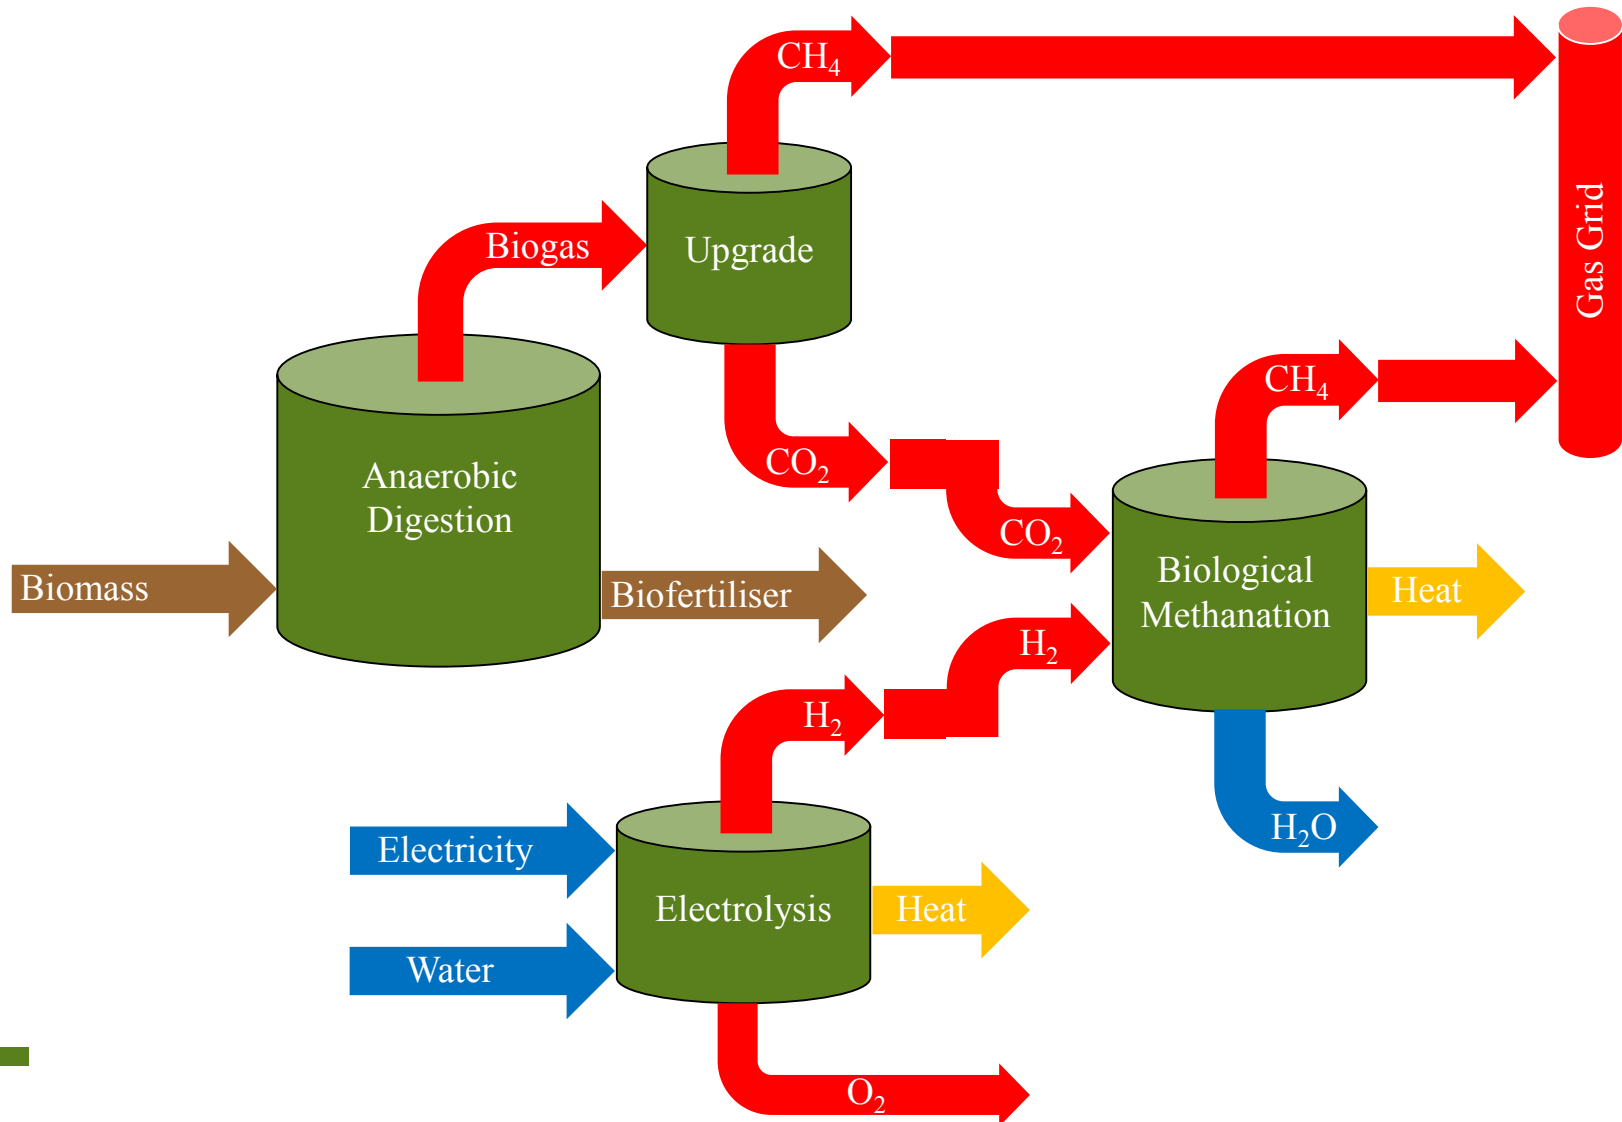 CH₄
Biogas
Upgrade
Gas Grid
CH₄
Anaerobic
Digestion
CO₂
CO₂
Biomass
Biofertiliser
Biological
Methanation
Heat
H₂
H₂
Electricity
H₂O
Electrolysis
Heat
Water
O₂